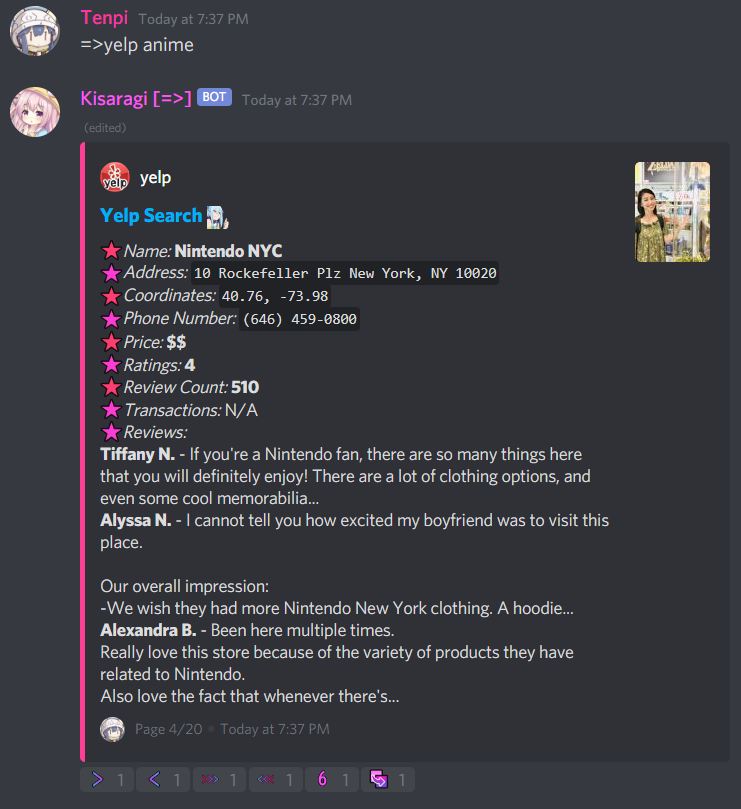 Tenpi Today at 7:37 PM
=>yelp anime
Kisaragi [=>] BOT Today at 7:37 PM
(edited)
yelp yelp
Yelp Search
Name: Nintendo NYC
Address: 10 Rockefeller Plz New York, NY 10020
Coordinates: 40.76, -73.98
Phone Number: (646) 459-0800
Price: $$
Ratings: 4
Review Count: 510
Transactions: N/A
Reviews:
Tiffany N. - If you're a Nintendo fan, there are so many things here
that you will definitely enjoy! There are a lot of clothing options, and
even some cool memorabilia...
Alyssa N. - I cannot tell you how excited my boyfriend was to visit this
place.
Our overall impression:
-We wish they had more Nintendo New York clothing. A hoodie...
Alexandra B. - Been here multiple times.
Really love this store because of the variety of products they have
related to Nintendo.
Also love the fact that whenever there's...
Page 4/20 • Today at 7:37 PM
> 1 < 1 >>> 1 <<< 1 6 1 1